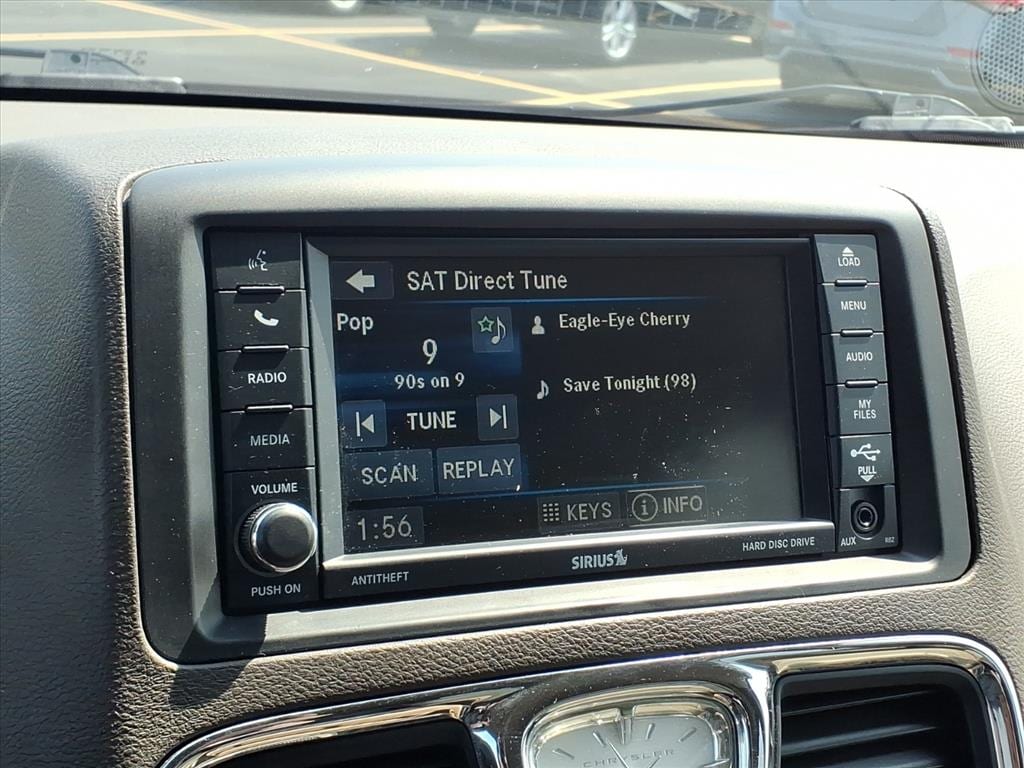 SAT Direct Tune
LOAD
Pop
Eagle-Eye Cherry
MENU
9
90s on 9
RADIO
Save Tonight (98)
AUDIO
TUNE
MY
FILES
MEDIA
SCAN
REPLAY
PULL
VOLUME
1:56
KEYS
i INFO
AUX
RBZ
PUSH ON
ANTITHEFT
SIRIUS
HARD DISC DRIVE
CHRYSLER